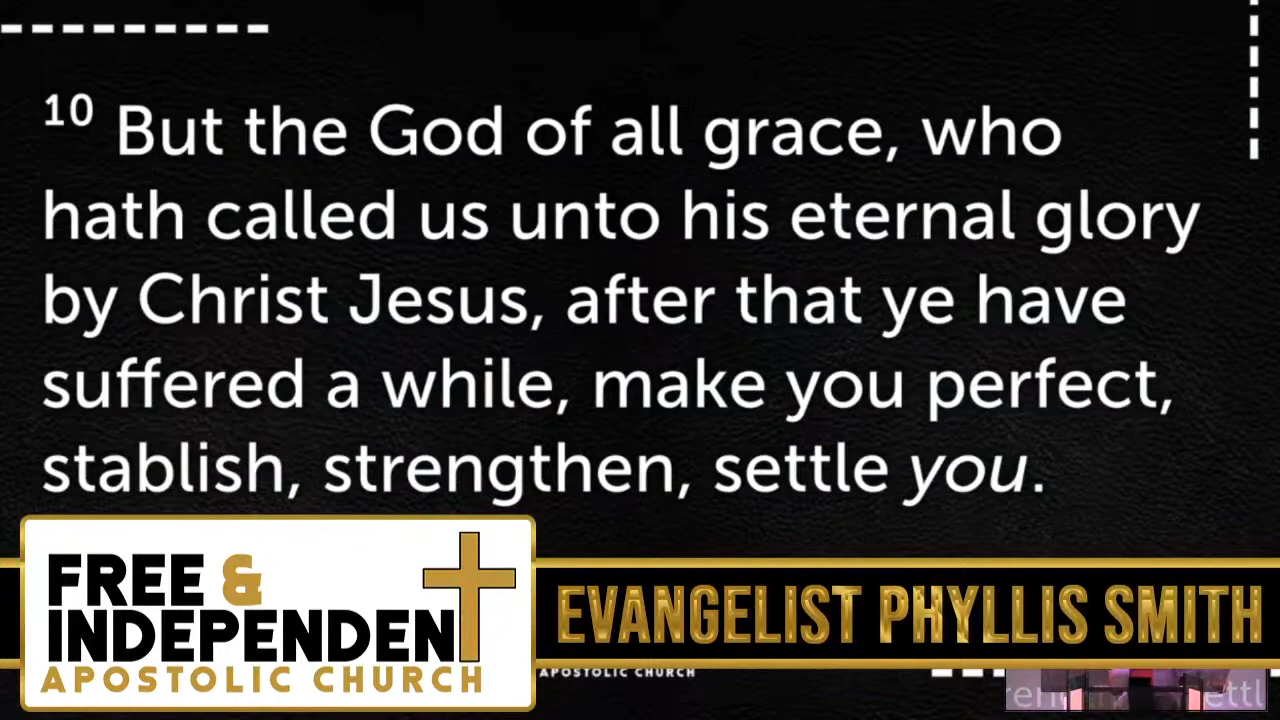 10 But the God of all grace, who
hath called us unto his eternal glory
by Christ Jesus, after that ye have
suffered a while, make you perfect,
stablish, strengthen, settle you.
FREE &
INDEPENDENT
APOSTOLIC CHURCH
EVANGELIST PHYLLIS SMITH
APOSTOLIC CHURCH